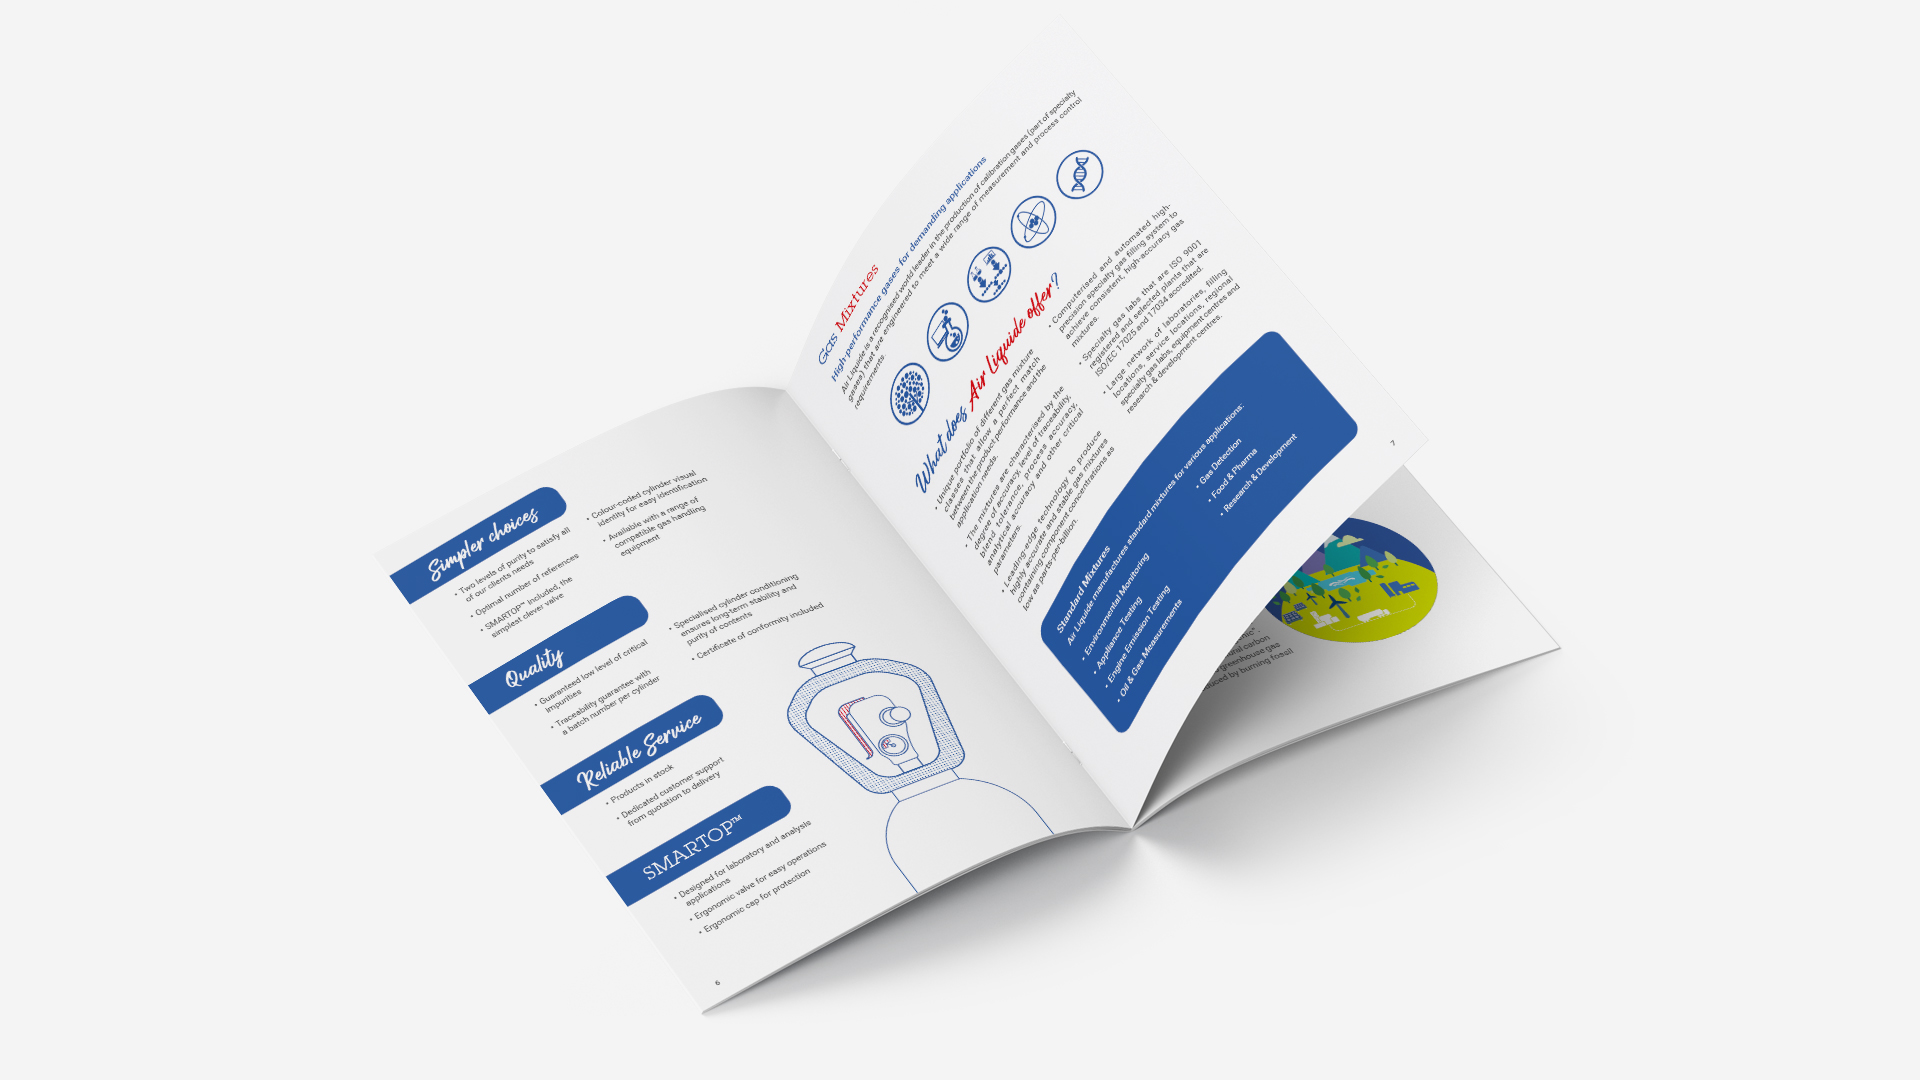 Simpler choices
• Two levels of purity to satisfy all
of our clients needs
• Optimal number of references
• SMARTOP™ included, the
simplest clever valve
• Colour-coded cylinder visual
identity for easy identification
• Available with a range of
compatible gas handling
equipment
Quality
• Guaranteed low level of critical
impurities
• Traceability guarantee with
a batch number per cylinder
• Specialised cylinder conditioning
ensures long-term stability and
purity of contents
• Certificate of conformity included
Reliable Service
• Products in stock
• Dedicated customer support
from quotation to delivery
SMARTOP™
• Designed for laboratory and analysis
applications
• Ergonomic valve for easy operations
• Ergonomic cap for protection
6
Gas Mixtures
High-performance gases for demanding applications
Air Liquide is a recognised world leader in the production of calibration gases (part of specialty
gases) that are engineered to meet a wide range of measurement and process control
requirements.
What does Air Liquide offer?
• Unique portfolio of different gas mixture
classes that allow a perfect match
between the product performance and the
application needs.
• The mixtures are characterised by the
degree of accuracy, level of traceability,
blend tolerance, process accuracy,
analytical accuracy and other critical
parameters.
• Leading-edge technology to produce
highly accurate and stable gas mixtures
containing component concentrations as
low as parts-per-billion.
• Computerised and automated high-
precision specialty gas filling system to
achieve consistent, high-accuracy gas
mixtures.
• Specialty gas labs that are ISO 9001
registered and selected plants that are
ISO/EC 17025 and 17034 accredited.
• Large network of laboratories, filling
locations, service locations, regional
specialty gas labs, equipment centres and
research & development centres.
Standard Mixtures
Air Liquide manufactures standard mixtures for various applications:
• Environmental Monitoring
• Appliance Testing
• Engine Emission Testing
• Oil & Gas Measurements
• Gas Detection
• Food & Pharma
• Research & Development
7
carbon
greenhouse gas
by burning fossil